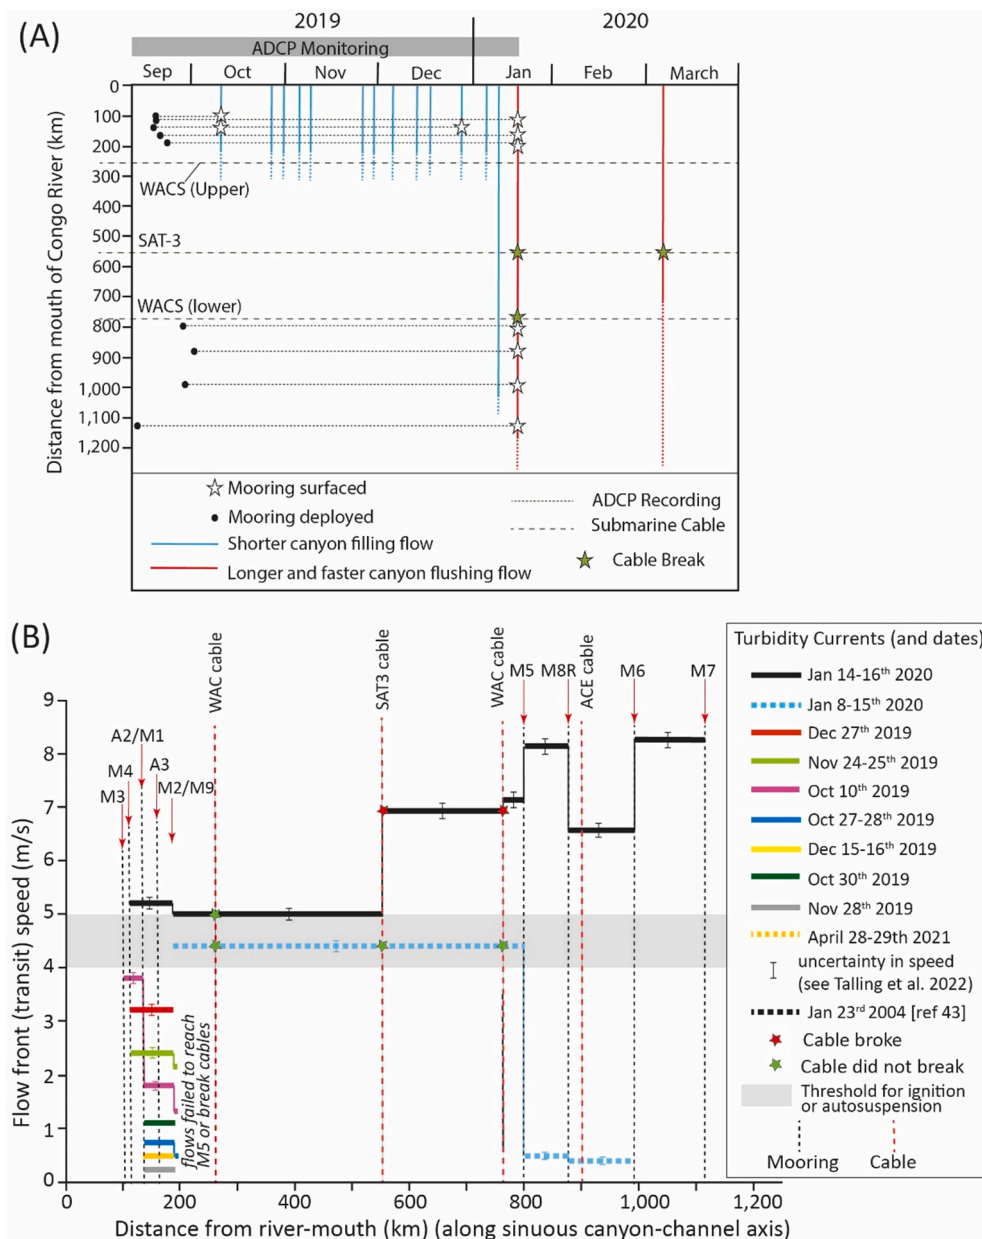 (A)
2019
2020
ADCP Monitoring
Sep
Oct
Nov
Dec
Jan
Feb
March
Distance from mouth of Congo River (km)
0
100
200
300
400
500
600
700
800
900
1,000
1,100
1,200
WACS (Upper)
SAT-3
WACS (lower)
Mooring surfaced
Mooring deployed
Shorter canyon filling flow
Longer and faster canyon flushing flow
ADCP Recording
Submarine Cable
Cable Break
(B)
Flow front (transit) speed (m/s)
9
8
7
6
5
4
3
2
1
0
M3
M4
A2/M1
A3
M2/M9
WAC cable
SAT3 cable
WAC cable
M5
M8R
ACE cable
M6
M7
flows failed to reach
M5 or break cables
0
200
400
600
800
1,000
1,200
Distance from river-mouth (km) (along sinuous canyon-channel axis)
Turbidity Currents (and dates)
Jan 14-16th 2020
Jan 8-15th 2020
Dec 27th 2019
Nov 24-25th 2019
Oct 10th 2019
Oct 27-28th 2019
Dec 15-16th 2019
Oct 30th 2019
Nov 28th 2019
April 28-29th 2021
uncertainty in speed
(see Talling et al. 2022)
Jan 23rd 2004 [ref 43]
Cable broke
Cable did not break
Threshold for ignition
or autosuspension
Mooring
Cable